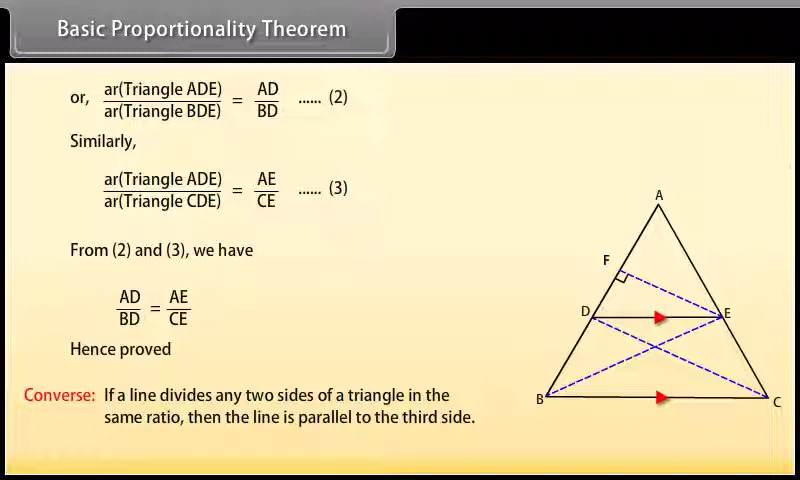 Basic Proportionality Theorem
or, ar(Triangle ADE) / ar(Triangle BDE) = AD / BD ...... (2)
Similarly,
ar(Triangle ADE) / ar(Triangle CDE) = AE / CE ...... (3)
From (2) and (3), we have
AD / BD = AE / CE
Hence proved
Converse: If a line divides any two sides of a triangle in the
same ratio, then the line is parallel to the third side.
A
F
D
E
B
C